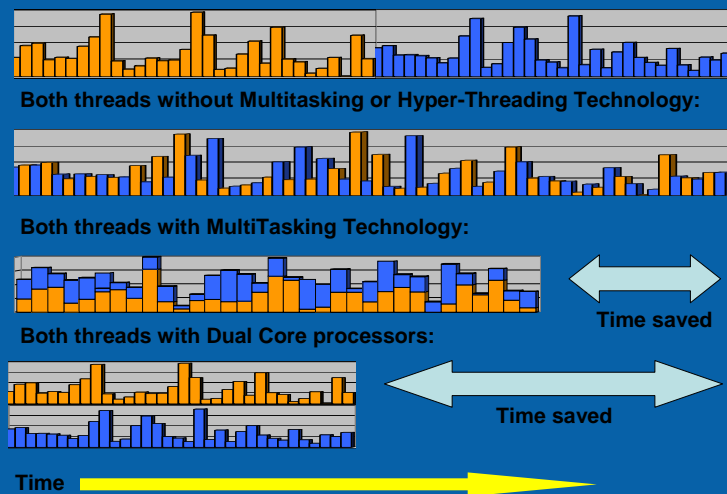 Both threads without Multitasking or Hyper-Threading Technology:
Both threads with MultiTasking Technology:
Time saved
Both threads with Dual Core processors:
Time saved
Time